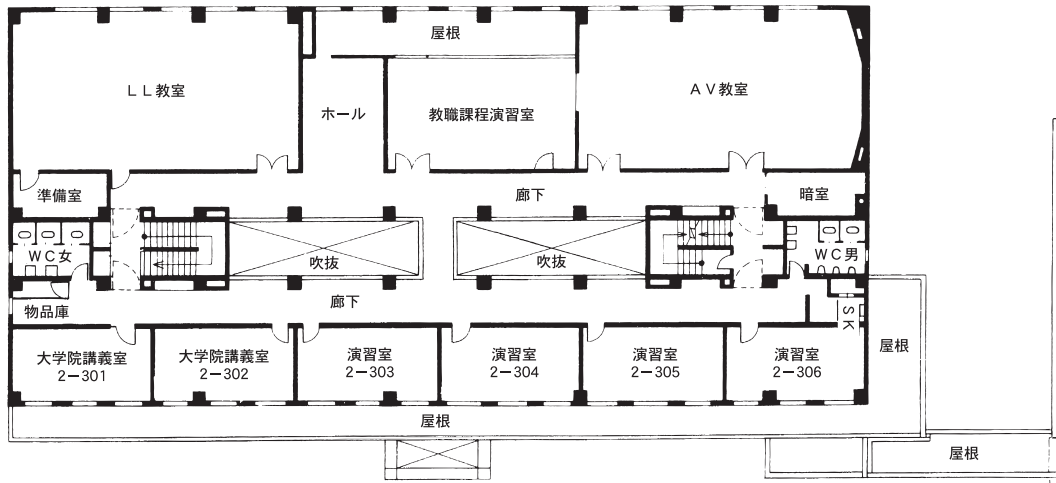 屋根
LL教室
AV教室
ホール
教職課程演習室
準備室
廊下
暗室
WC女
吹抜
吹抜
WC男
物品庫
廊下
SK
大学院講義室
2-301
大学院講義室
2-302
演習室
2-303
演習室
2-304
演習室
2-305
演習室
2-306
屋根
屋根
屋根